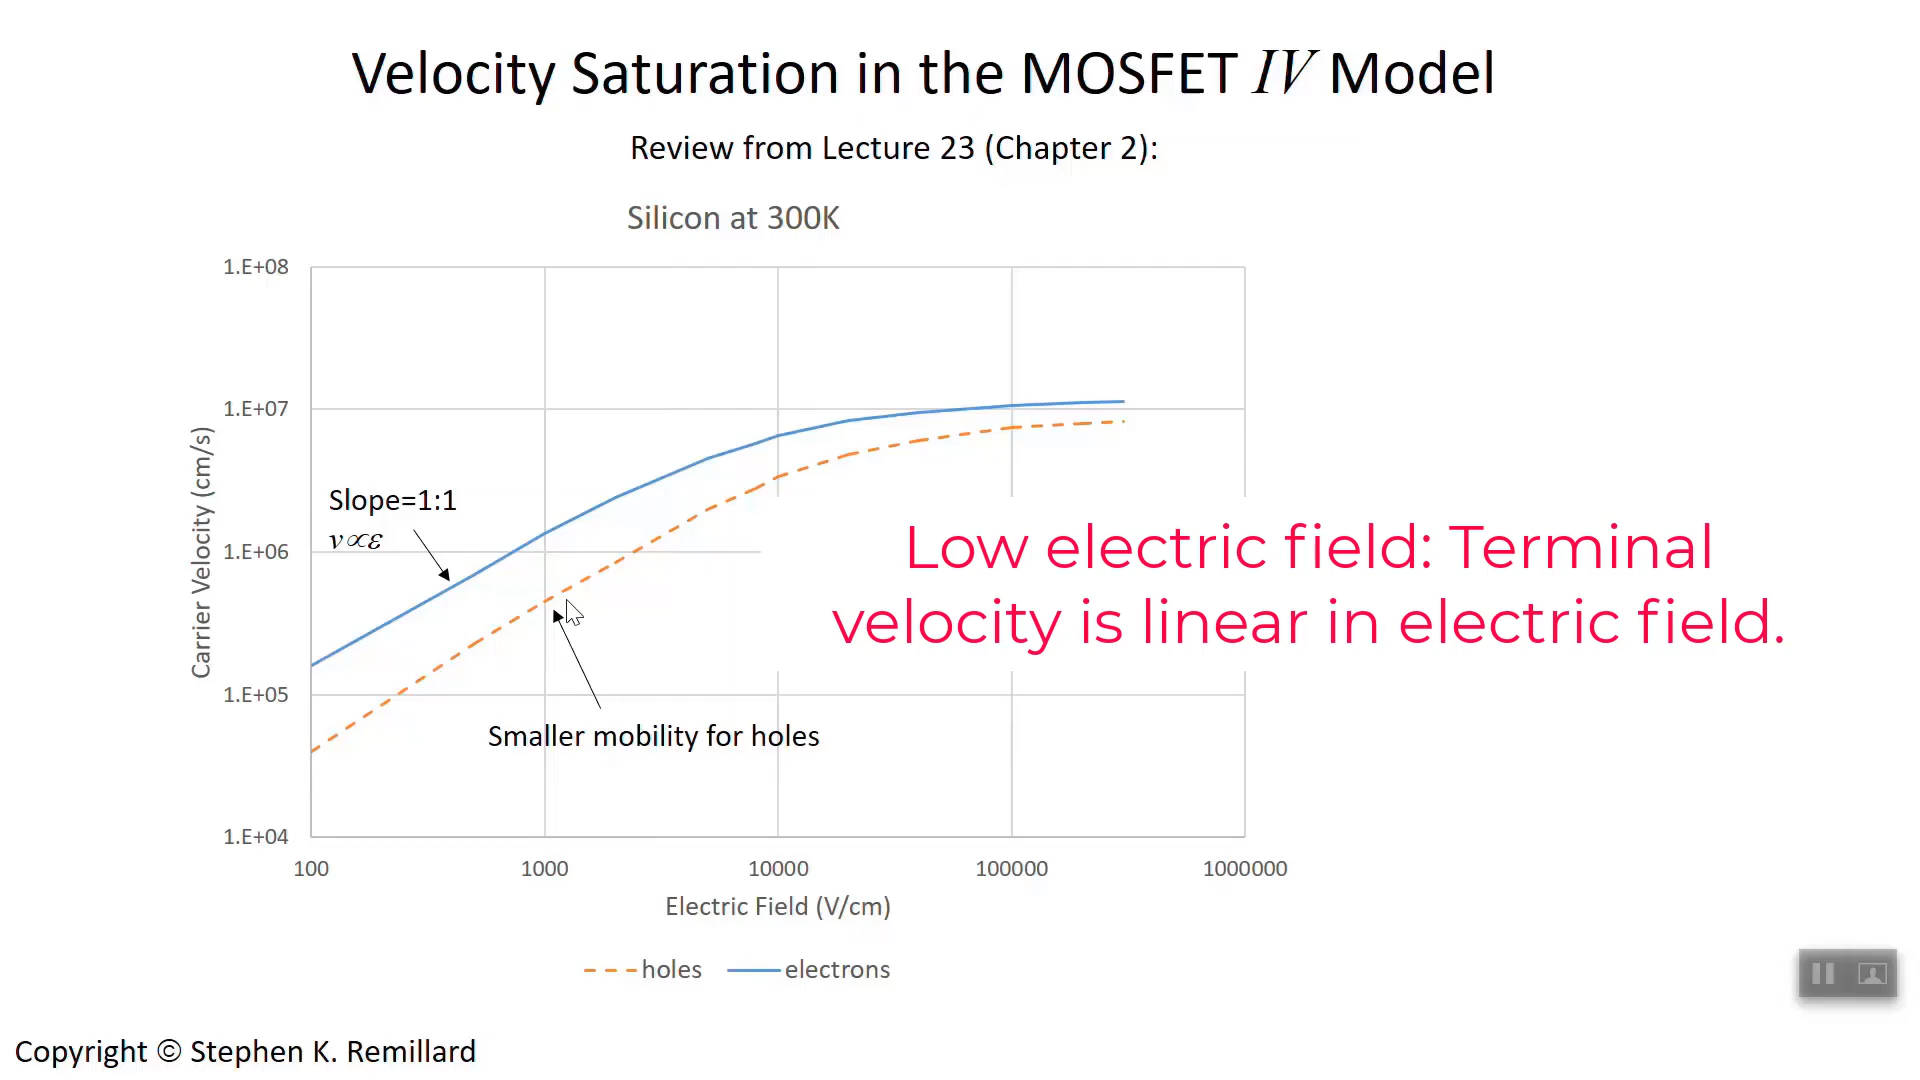 Velocity Saturation in the MOSFET IV Model
Review from Lecture 23 (Chapter 2):
Silicon at 300K
1.E+08
1.E+07
1.E+06
1.E+05
1.E+04
Carrier Velocity (cm/s)
Slope=1:1
v∝ε
Low electric field: Terminal
velocity is linear in electric field.
Smaller mobility for holes
100
1000
10000
100000
1000000
Electric Field (V/cm)
holes
electrons
Copyright © Stephen K. Remillard